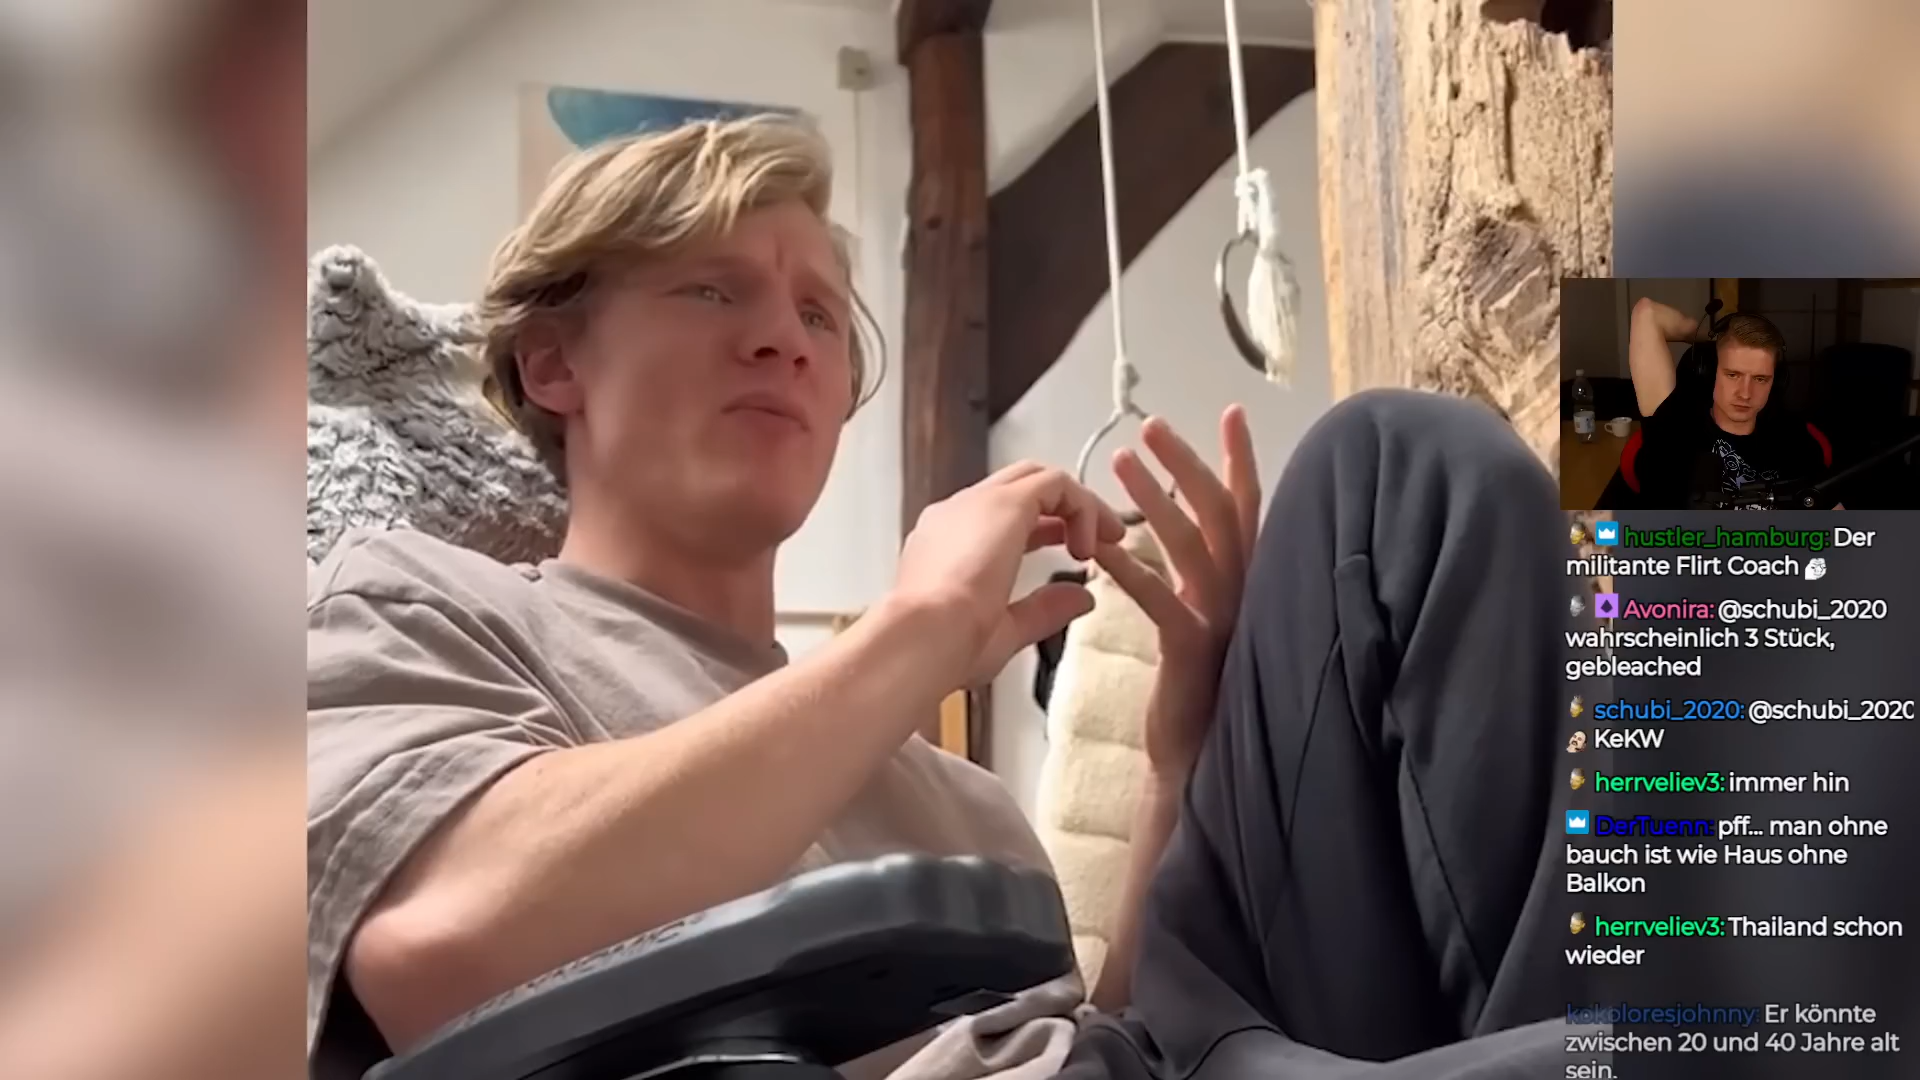 hustler_hamburg: Der
militante Flirt Coach
Avonira: @schubi_2020
wahrscheinlich 3 Stück,
gebleached
schubi_2020: @schubi_2020
KeKW
herrveliev3: immer hin
DerTuenn: pff... man ohne
bauch ist wie Haus ohne
Balkon
herrveliev3: Thailand schon
wieder
kokoloresjohnny: Er könnte
zwischen 20 und 40 Jahre alt
sein.